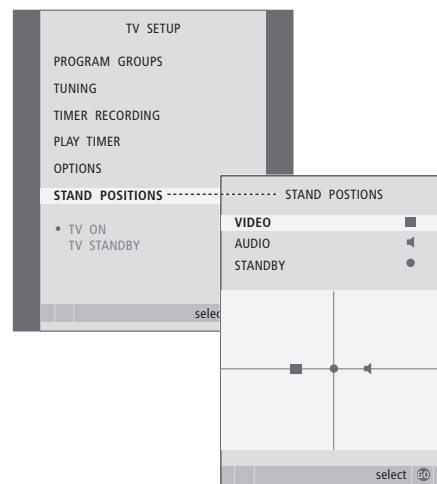 TV SETUP
PROGRAM GROUPS
TUNING
TIMER RECORDING
PLAY TIMER
OPTIONS
STAND POSITIONS
• TV ON
TV STANDBY
selec
STAND POSTIONS
VIDEO
AUDIO
STANDBY
select GO